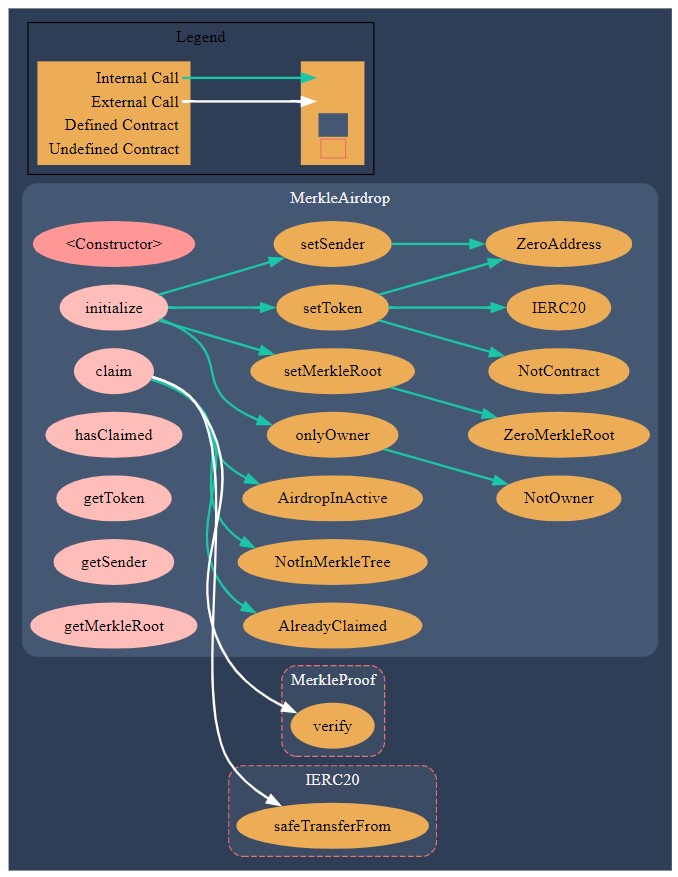 Legend
Internal Call
External Call
Defined Contract
Undefined Contract
MerkleAirdrop
<Constructor>
setSender
ZeroAddress
initialize
setToken
IERC20
claim
setMerkleRoot
NotContract
hasClaimed
onlyOwner
ZeroMerkleRoot
getToken
AirdropInActive
NotOwner
getSender
NotInMerkleTree
getMerkleRoot
AlreadyClaimed
MerkleProof
verify
IERC20
safeTransferFrom